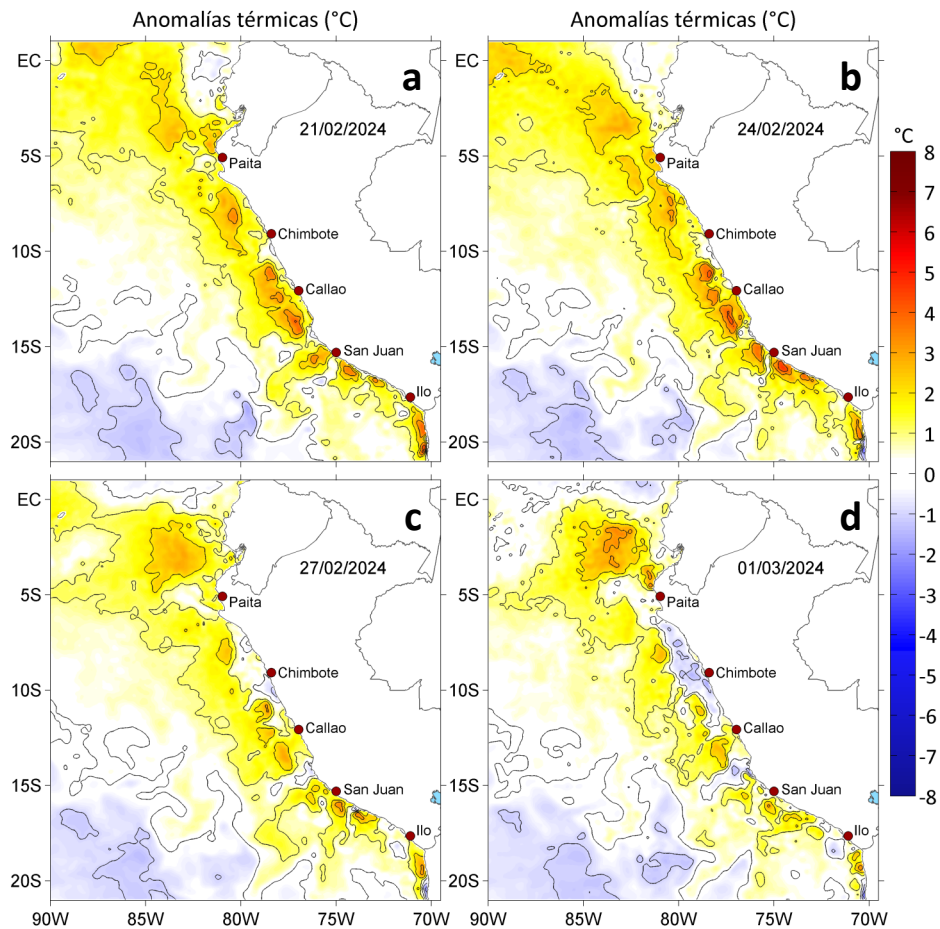 Anomalías térmicas (°C)
Anomalías térmicas (°C)
EC
5S
10S
15S
20S
a
21/02/2024
Paita
Chimbote
Callao
San Juan
Ilo
EC
5S
10S
15S
20S
b
24/02/2024
Paita
Chimbote
Callao
San Juan
Ilo
°C
8
7
6
5
4
3
2
1
0
-1
-2
-3
-4
-5
-6
-7
-8
EC
5S
10S
15S
20S
c
27/02/2024
Paita
Chimbote
Callao
San Juan
Ilo
90W
85W
80W
75W
70W
EC
5S
10S
15S
20S
d
01/03/2024
Paita
Chimbote
Callao
San Juan
Ilo
90W
85W
80W
75W
70W